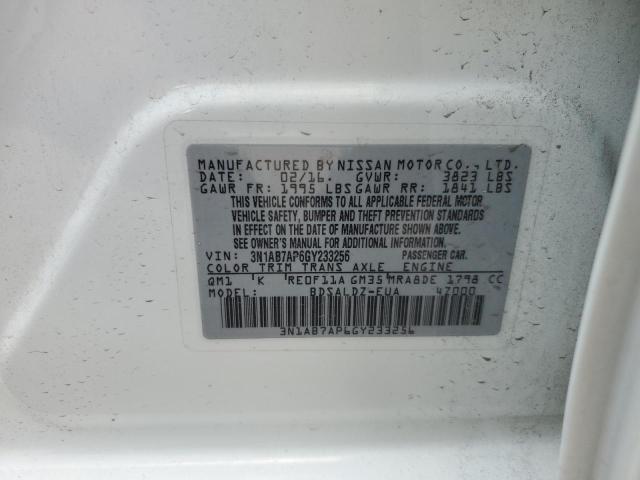 MANUFACTURED BY NISSAN MOTOR CO., LTD.
DATE: 02/16. GVWR: 3823 LBS
GAWR FR: 1995 LBS GAWR RR: 1841 LBS
THIS VEHICLE CONFORMS TO ALL APPLICABLE FEDERAL MOTOR
VEHICLE SAFETY, BUMPER AND THEFT PREVENTION STANDARDS
IN EFFECT ON THE DATE OF MANUFACTURE SHOWN ABOVE.
SEE OWNER'S MANUAL FOR ADDITIONAL INFORMATION.
VIN: 3N1AB7AP6GY233256 PASSENGER CAR.
COLOR TRIM TRANS AXLE ENGINE
QM1 K RE0F11A GM35 MRA8DE 1798 CC
MODEL: BDSALDZ-EUA 4Z000
3N1AB7AP6GY233256